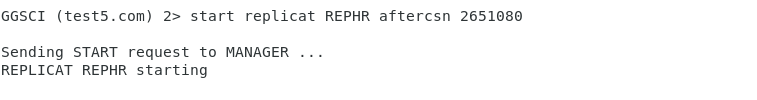 GGSCI (test5.com) 2> start replicat REPHR aftercsn 2651080
Sending START request to MANAGER ...
REPLICAT REPHR starting